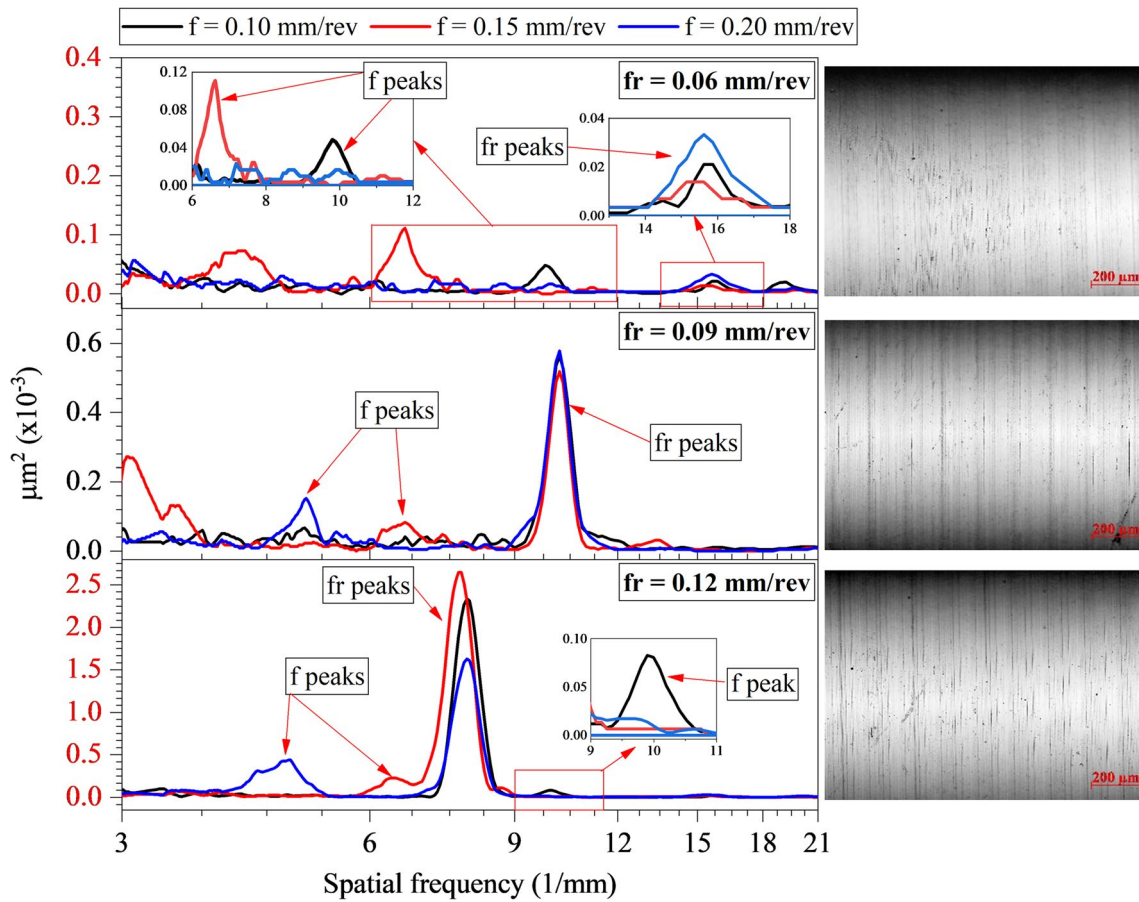 f = 0.10 mm/rev f = 0.15 mm/rev f = 0.20 mm/rev
0.4
0.3
0.2
0.1
0.0
fr = 0.06 mm/rev
f peaks
0.12
0.08
0.04
0.00
6 8 10 12
fr peaks
0.04
0.02
0.00
14 16 18
200 μm
0.6
0.4
0.2
0.0
fr = 0.09 mm/rev
f peaks
fr peaks
200 μm
μm² (x10⁻³)
2.5
2.0
1.5
1.0
0.5
0.0
fr = 0.12 mm/rev
fr peaks
f peaks
0.10
0.05
0.00
9 10 11
f peak
200 μm
3 6 9 12 15 18 21
Spatial frequency (1/mm)